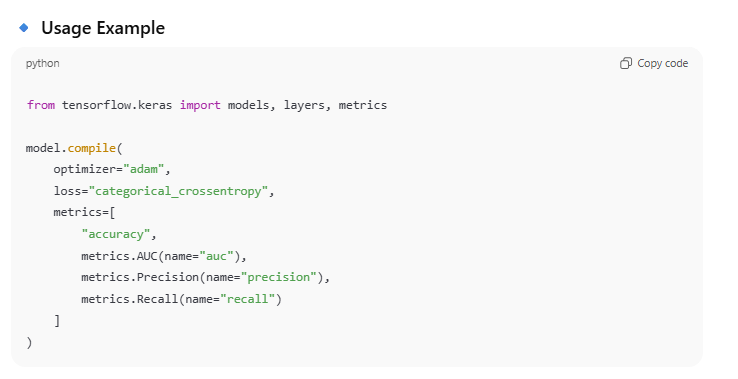 Usage Example
python
Copy code
from tensorflow.keras import models, layers, metrics
model.compile(
    optimizer="adam",
    loss="categorical_crossentropy",
    metrics=[
        "accuracy",
        metrics.AUC(name="auc"),
        metrics.Precision(name="precision"),
        metrics.Recall(name="recall")
    ]
)